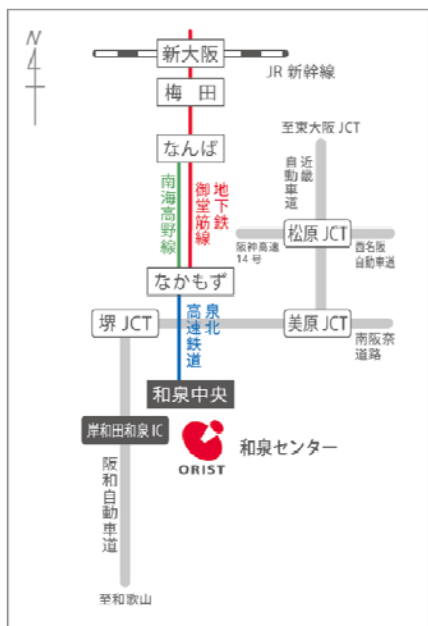 N
新大阪
JR 新幹線
梅 田
至東大阪 JCT
なんば
近畿
自動車道
南海高野線
地下鉄
御堂筋線
阪神高速
14 号
松原 JCT
西名阪
自動車道
なかもず
堺 JCT
泉北
高速鉄道
美原 JCT
南阪奈
道路
和泉中央
岸和田和泉 IC
ORIST
和泉センター
阪和自動車道
至和歌山